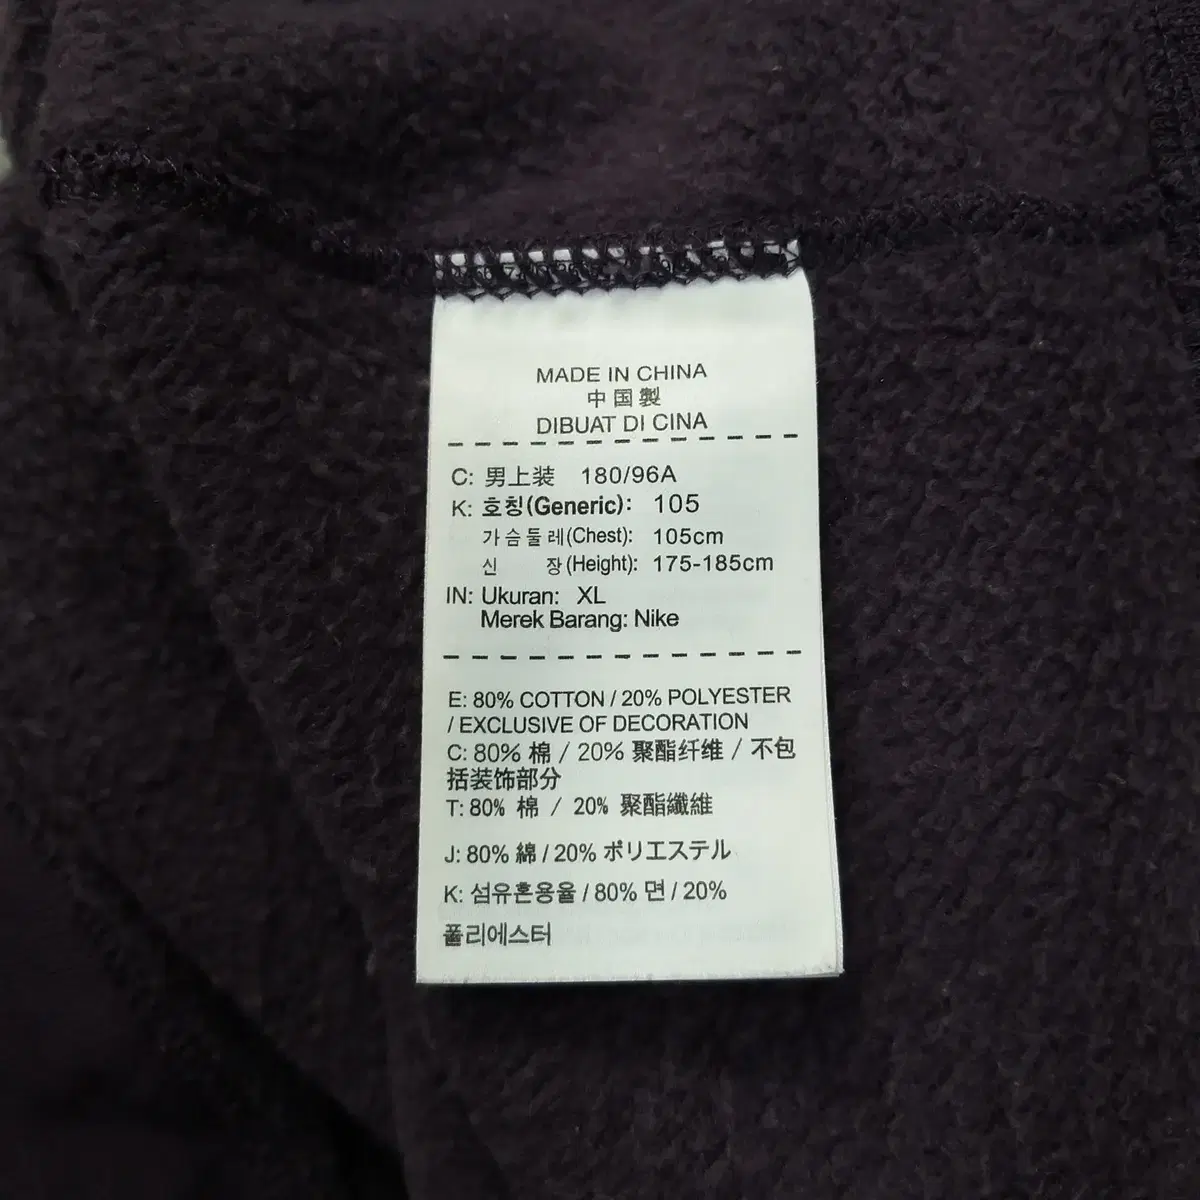 MADE IN CHINA
中国製
DIBUAT DI CINA
C: 男上装 180/96A
K: 호칭(Generic): 105
가슴둘레(Chest): 105cm
신 장(Height): 175-185cm
IN: Ukuran: XL
Merek Barang: Nike
E: 80% COTTON / 20% POLYESTER
/ EXCLUSIVE OF DECORATION
C: 80% 棉 / 20% 聚酯纤维 / 不包
括装饰部分
T: 80% 棉 / 20% 聚酯纖維
J: 80% 綿 / 20% ポリエステル
K: 섬유혼용율 / 80% 면 / 20%
폴리에스터